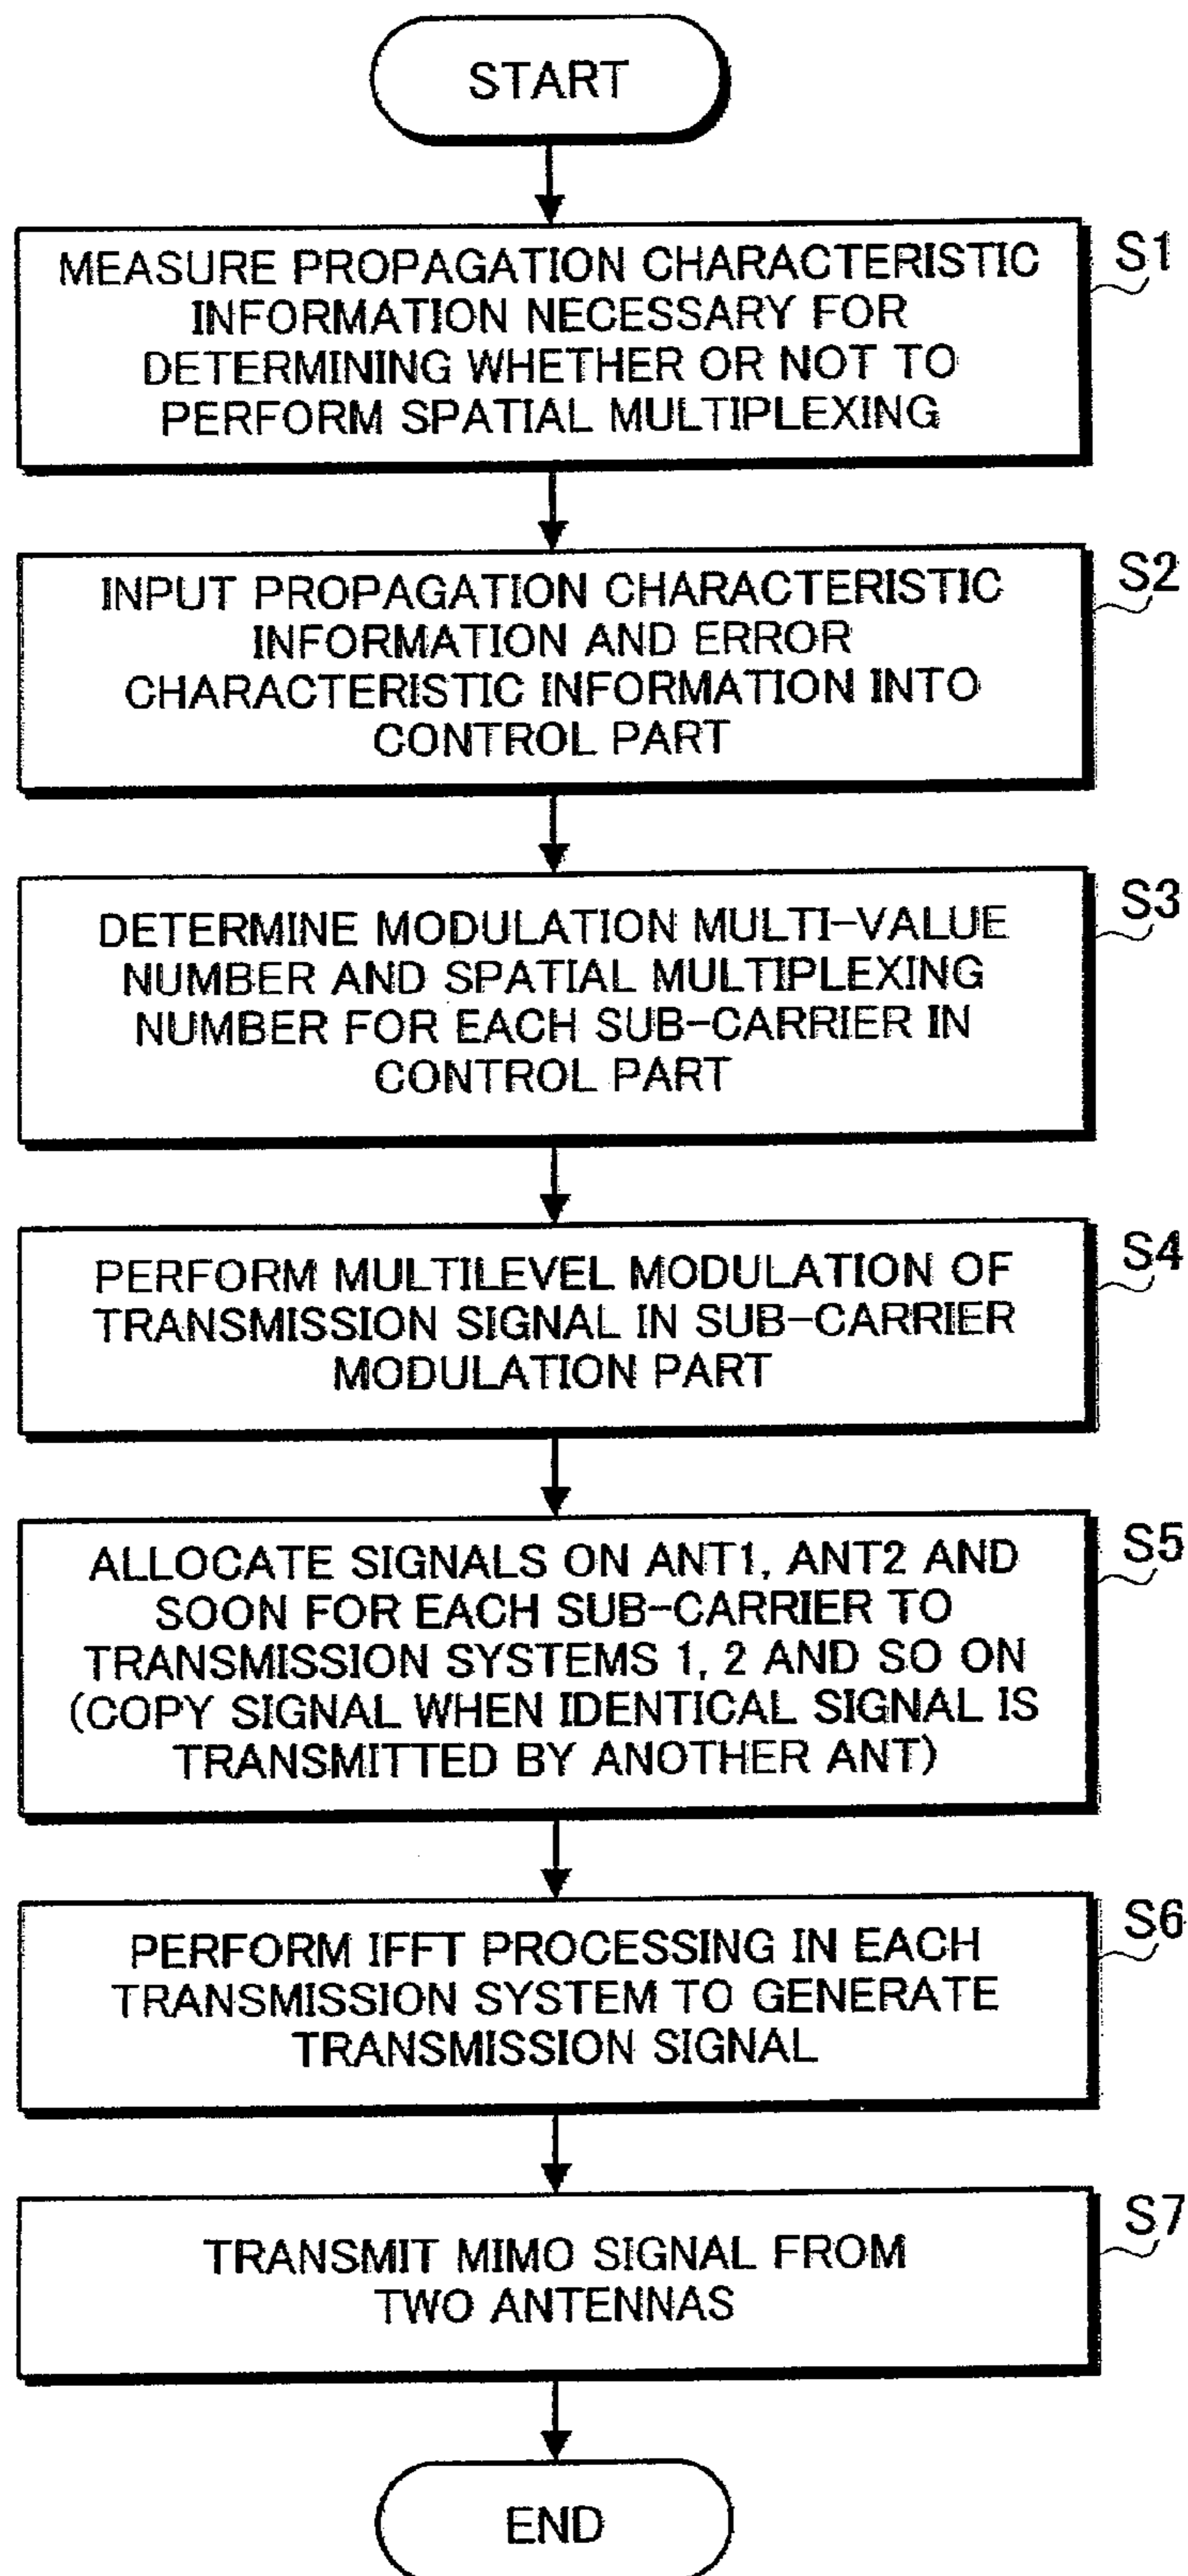 START
MEASURE PROPAGATION CHARACTERISTIC
INFORMATION NECESSARY FOR
DETERMINING WHETHER OR NOT TO
PERFORM SPATIAL MULTIPLEXING
S1
INPUT PROPAGATION CHARACTERISTIC
INFORMATION AND ERROR
CHARACTERISTIC INFORMATION INTO
CONTROL PART
S2
DETERMINE MODULATION MULTI-VALUE
NUMBER AND SPATIAL MULTIPLEXING
NUMBER FOR EACH SUB-CARRIER IN
CONTROL PART
S3
PERFORM MULTILEVEL MODULATION OF
TRANSMISSION SIGNAL IN SUB-CARRIER
MODULATION PART
S4
ALLOCATE SIGNALS ON ANT1, ANT2 AND
SOON FOR EACH SUB-CARRIER TO
TRANSMISSION SYSTEMS 1, 2 AND SO ON
(COPY SIGNAL WHEN IDENTICAL SIGNAL IS
TRANSMITTED BY ANOTHER ANT)
S5
PERFORM IFFT PROCESSING IN EACH
TRANSMISSION SYSTEM TO GENERATE
TRANSMISSION SIGNAL
S6
TRANSMIT MIMO SIGNAL FROM
TWO ANTENNAS
S7
END